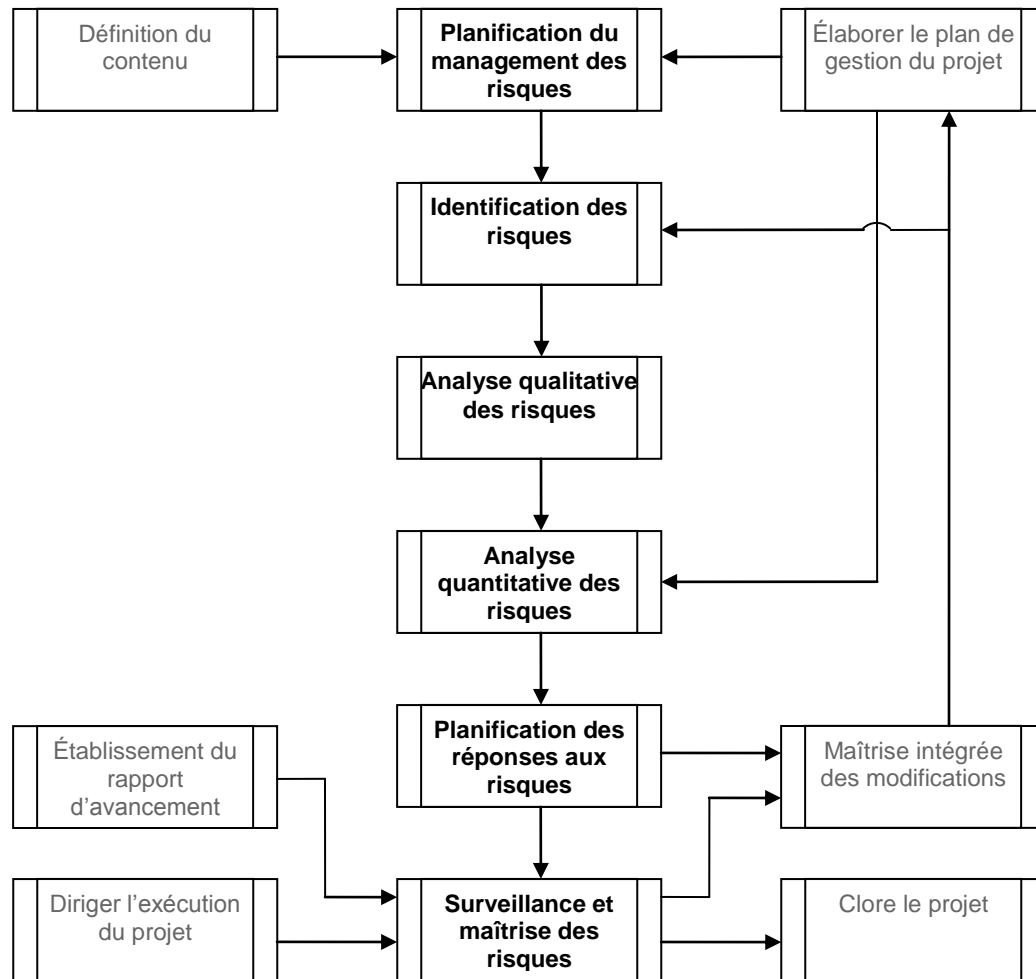 Définition du
contenu
Planification du
management des
risques
Élaborer le plan de
gestion du projet
Identification des
risques
Analyse qualitative
des risques
Analyse
quantitative des
risques
Planification des
réponses aux
risques
Établissement du
rapport
d’avancement
Maîtrise intégrée
des modifications
Diriger l’exécution
du projet
Surveillance et
maîtrise des
risques
Clore le projet